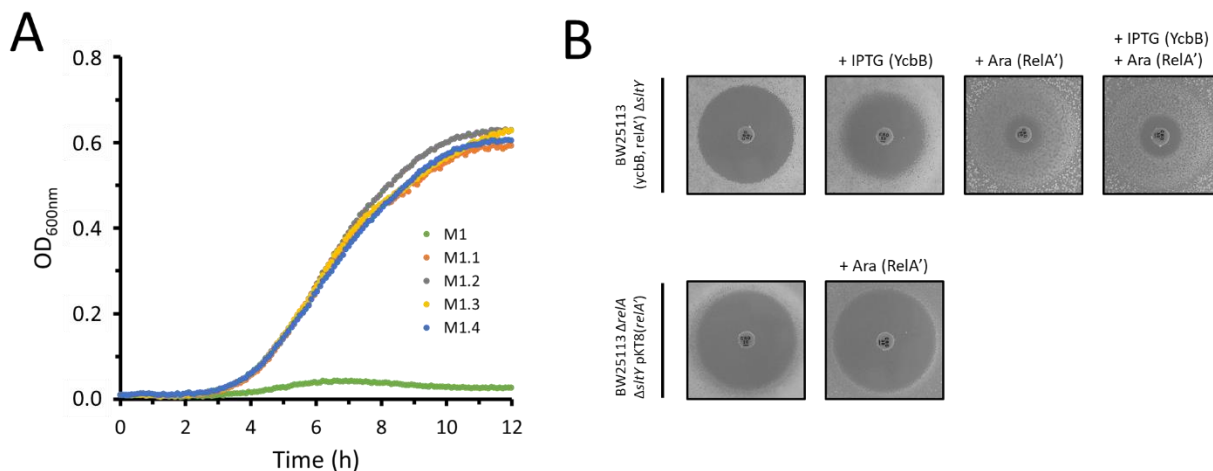 A
0.8
0.6
0.4
0.2
0.0
OD600nm
0
2
4
6
8
10
12
Time (h)
M1
M1.1
M1.2
M1.3
M1.4
B
BW25113
(ycbB, relA') ΔsltY
+ IPTG (YcbB)
+ Ara (RelA')
+ IPTG (YcbB)
+ Ara (RelA')
BW25113 ΔrelA
ΔsltY pKT8(relA')
+ Ara (RelA')